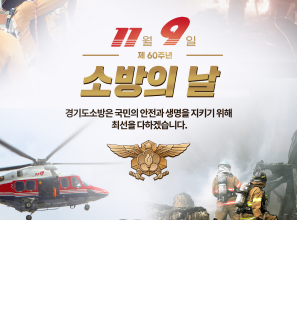 11월 9일
제 60주년
소방의 날
경기도소방은 국민의 안전과 생명을 지키기 위해
최선을 다하겠습니다.